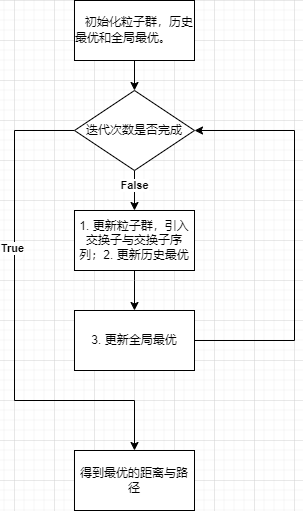 初始化粒子群，历史
最优和全局最优。
迭代次数是否完成
False
1. 更新粒子群，引入
交换子与交换子序
列；2. 更新历史最优
True
3. 更新全局最优
得到最优的距离与路
径